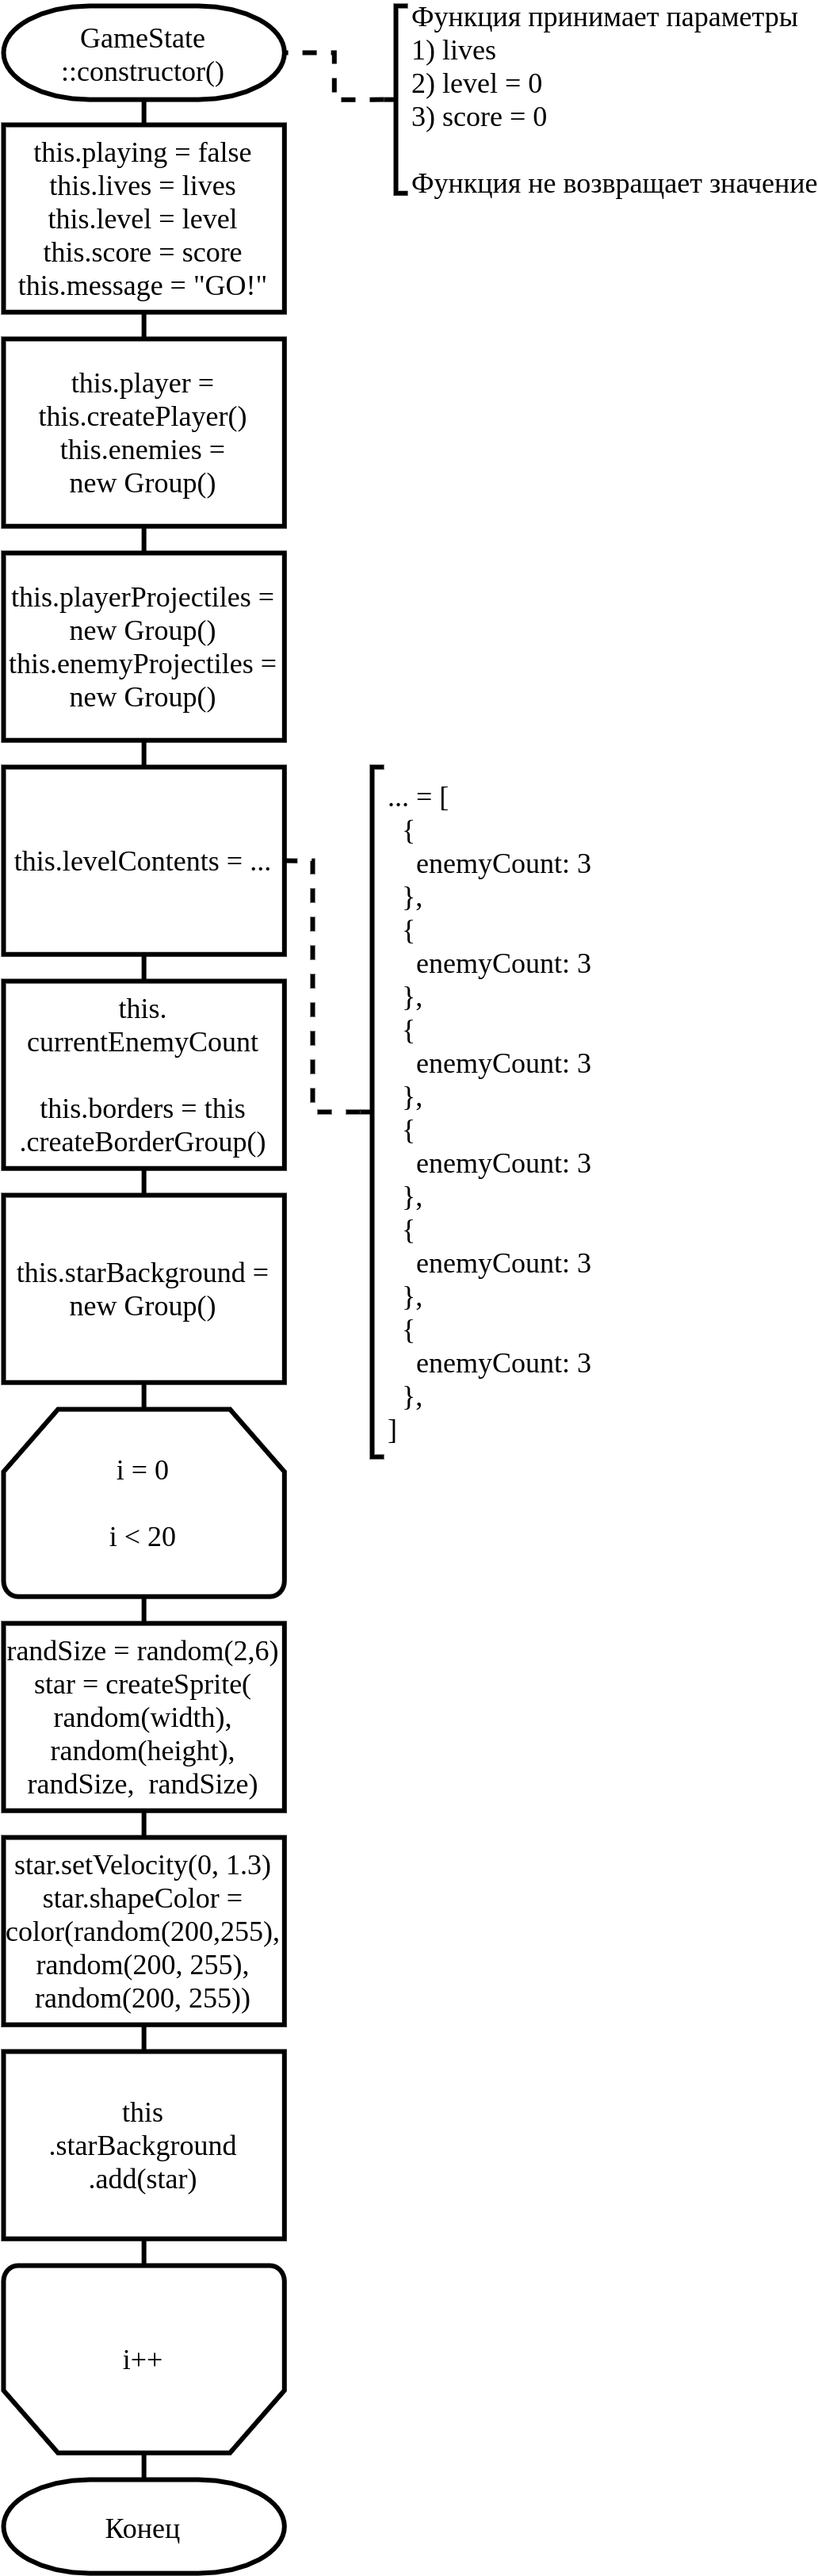 GameState
::constructor()
Функция принимает параметры
1) lives
2) level = 0
3) score = 0
Функция не возвращает значение
this.playing = false
this.lives = lives
this.level = level
this.score = score
this.message = "GO!"
this.player =
this.createPlayer()
this.enemies =
new Group()
this.playerProjectiles =
new Group()
this.enemyProjectiles =
new Group()
this.levelContents = ...
... = [
{
enemyCount: 3
},
{
enemyCount: 3
},
{
enemyCount: 3
},
{
enemyCount: 3
},
{
enemyCount: 3
},
{
enemyCount: 3
},
]
this.
currentEnemyCount
this.borders = this
.createBorderGroup()
this.starBackground =
new Group()
i = 0
i < 20
randSize = random(2,6)
star = createSprite(
random(width),
random(height),
randSize,  randSize)
star.setVelocity(0, 1.3)
star.shapeColor =
color(random(200,255),
random(200, 255),
random(200, 255))
this
.starBackground
.add(star)
i++
Конец